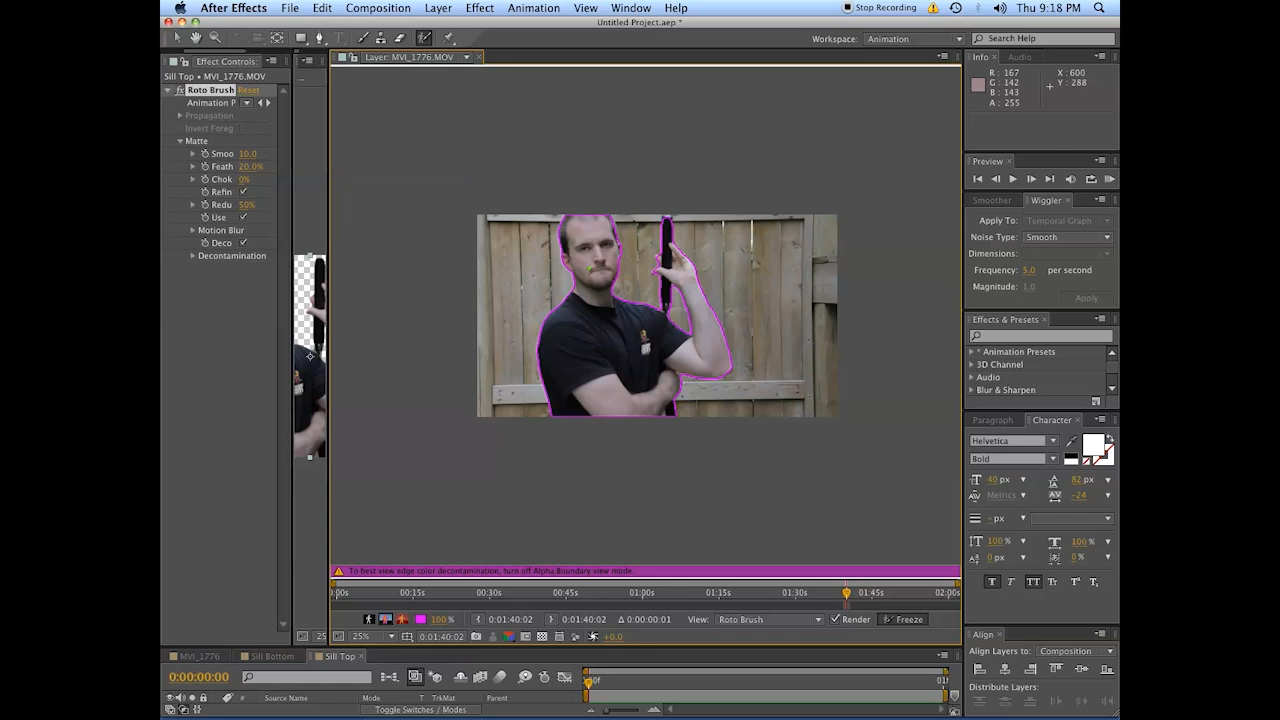 After Effects File Edit Composition Layer Effect Animation View Window Help Stop Recording Thu 9:18 PM
Untitled Project.aep *
Workspace: Animation Search Help
Effect Controls: Layer: MVI_1776.MOV Info Audio
Sill Top • MVI_1776.MOV
R: 167 X: 600
G: 142 Y: 288
B: 143
A: 255
Roto Brush Reset
Animation P
Propagation
Invert Foreg
Matte
Smoo 10.0
Feath 20.0%
Chok 0%
Refin
Redu 50%
Use
Motion Blur
Deco
Decontamination
Preview
Smoother Wiggler
Apply To: Temporal Graph
Noise Type: Smooth
Dimensions:
Frequency: 5.0 per second
Magnitude: 1.0
Apply
Effects & Presets
* Animation Presets
3D Channel
Audio
Blur & Sharpen
Paragraph Character
Helvetica
Bold
40 px 82 px
Metrics -24
- px
100% 100%
0 px 0%
T T TT Tr T¹ T₁
To best view edge color decontamination, turn off Alpha Boundary view mode.
:00s 00:15s 00:30s 00:45s 01:00s 01:15s 01:30s 01:45s 02:00s
100% 0:01:40:02 0:01:40:02 Δ 0:00:00:01 View: Roto Brush Render Freeze
25 25% 0:01:40:02 +0.0
Align
Align Layers to: Composition
Distribute Layers:
MVI_1776 Sill Bottom Sill Top
0:00:00:00 :00f 01f
# Source Name Mode T TrkMat Parent
Toggle Switches / Modes